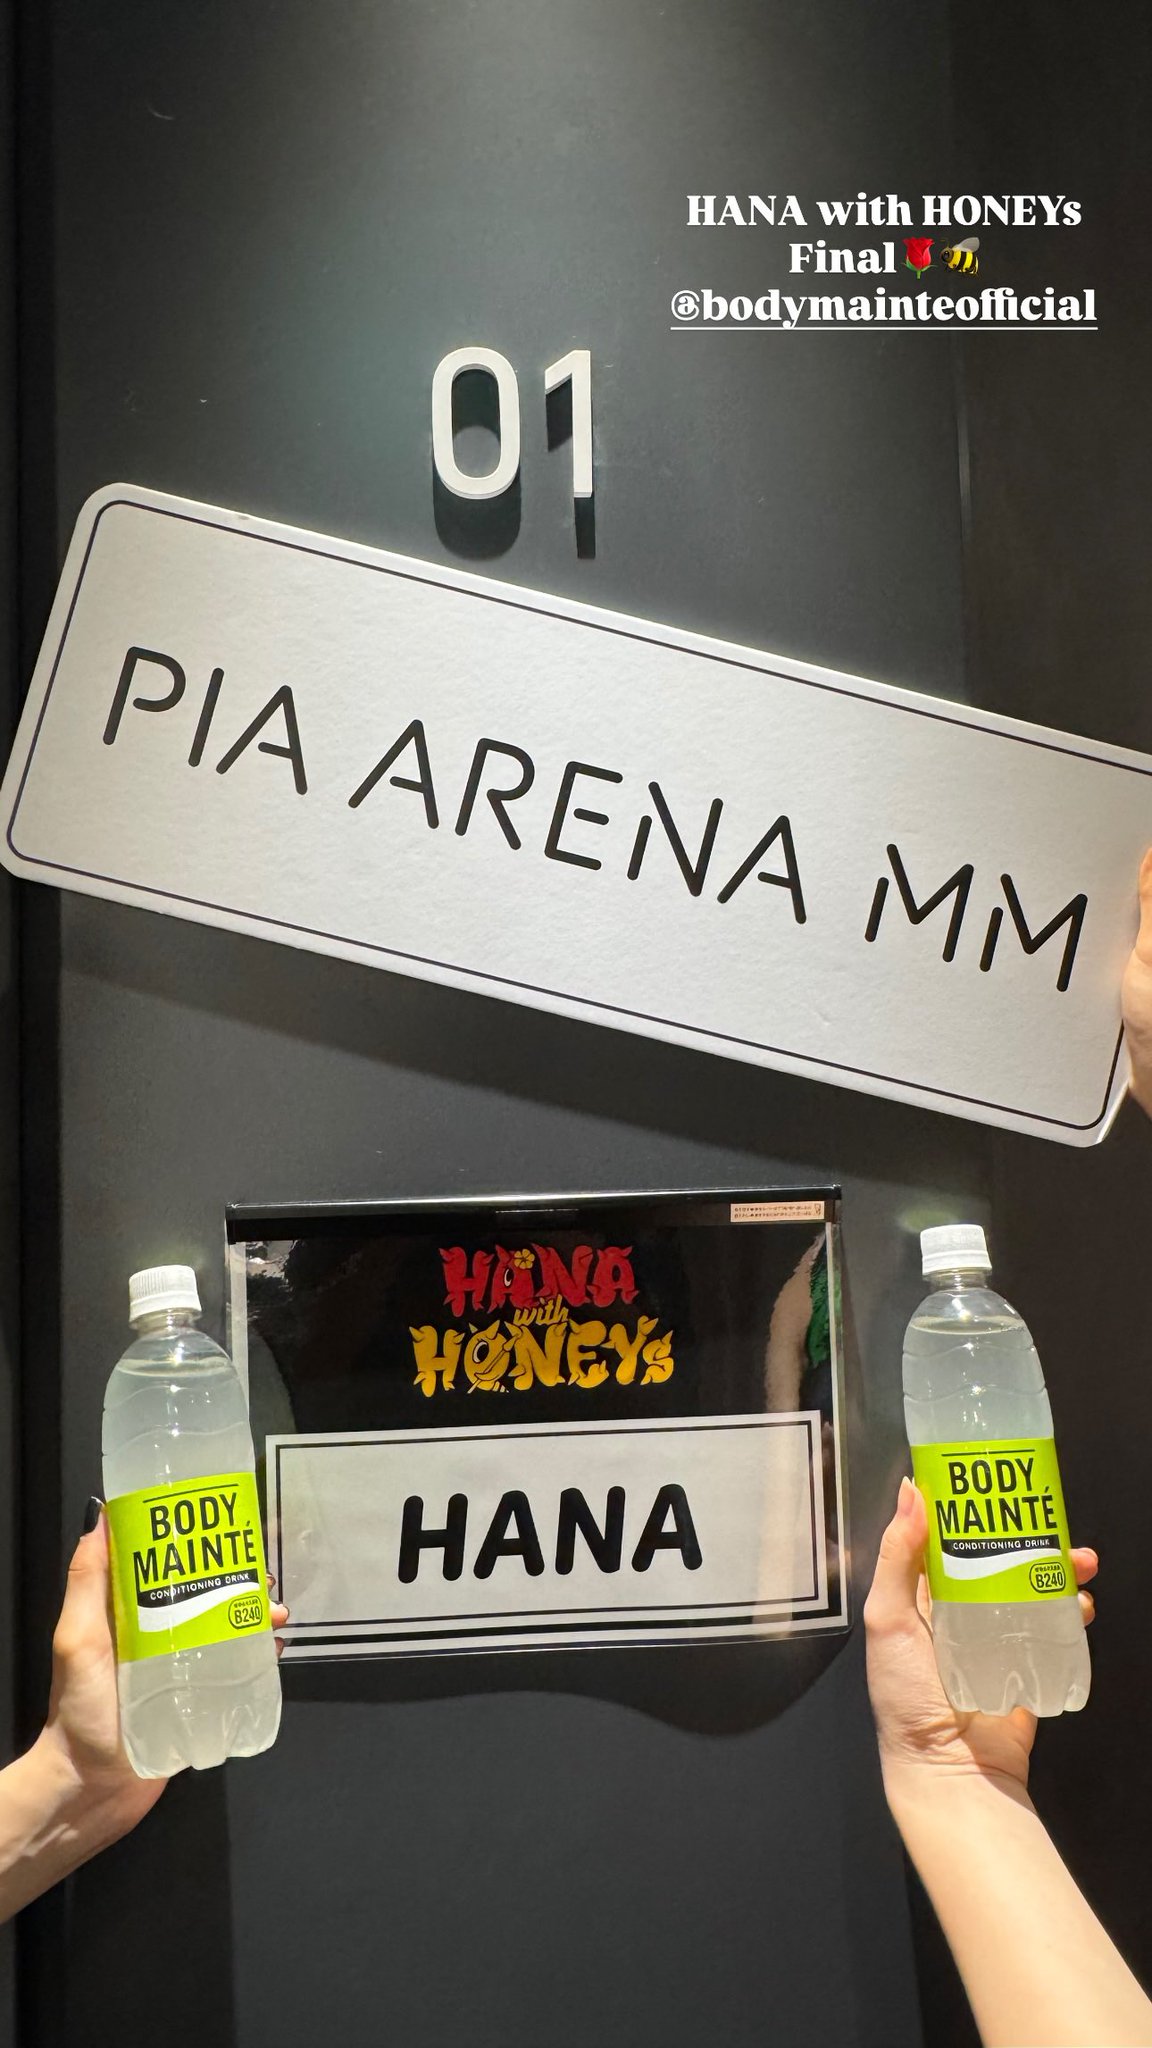 HANA with HONEYs
Final🌹🐝
@bodymainteofficial
01
PIA ARENA MM
HANA
with
HONEYs
HANA
BODY
MAINTÉ
CONDITIONING DRINK
B240
BODY
MAINTÉ
CONDITIONING DRINK
B240